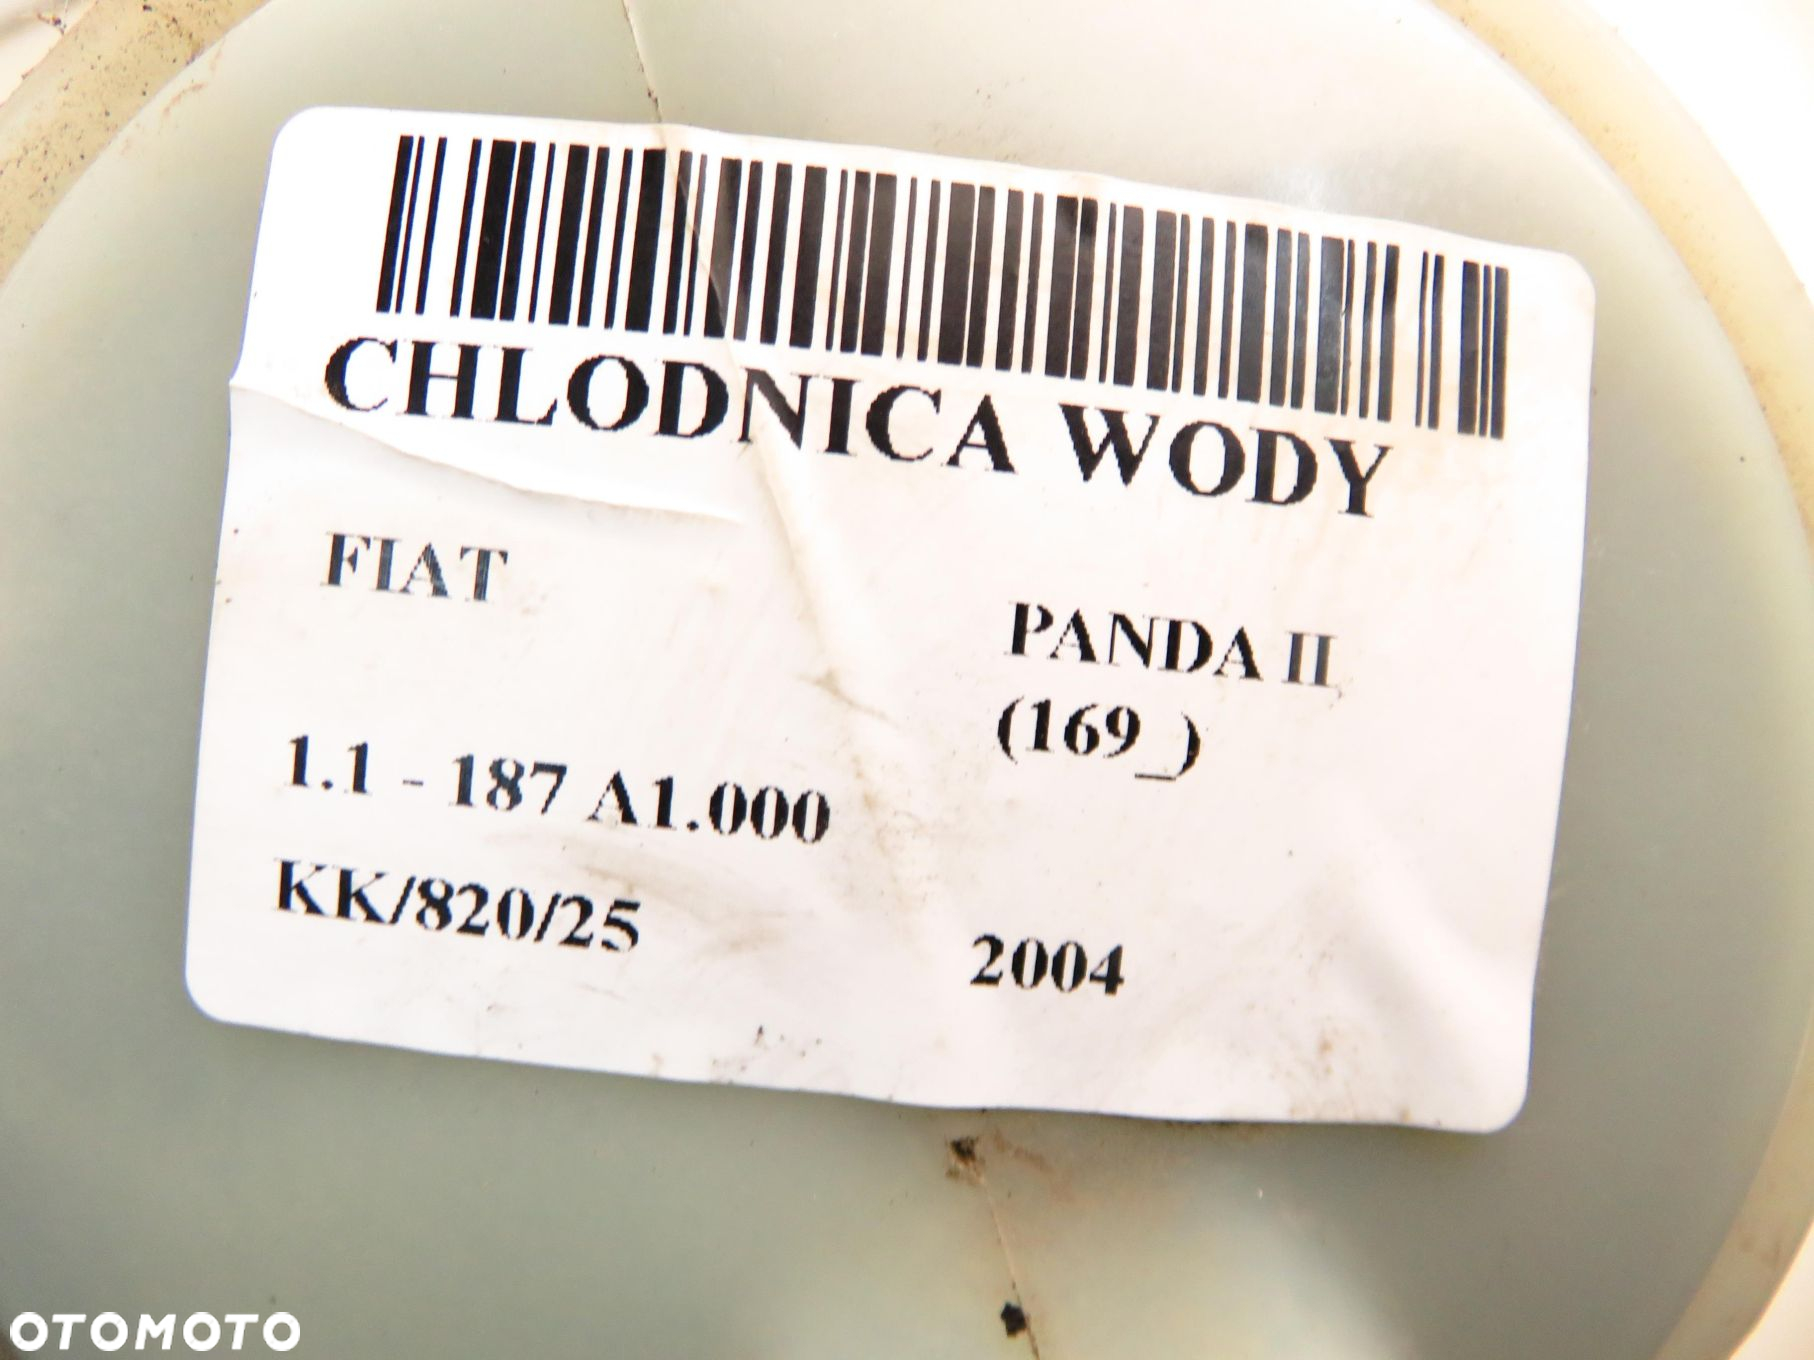 CHLODNICA WODY
FIAT
PANDA II
(169_)
1.1 - 187 A1.000
KK/820/25
2004
OTOMOTO